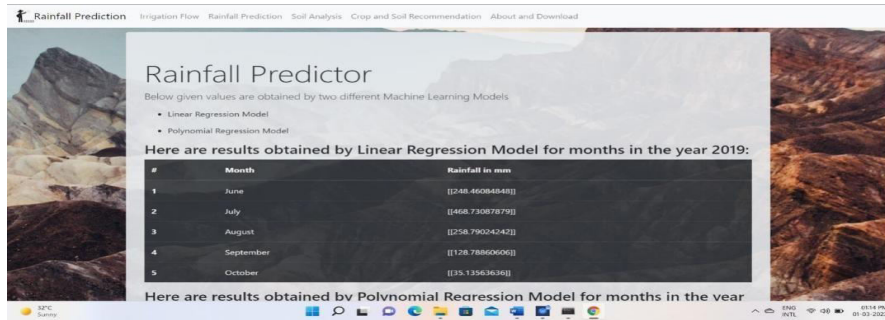 Rainfall Prediction Irrigation Flow Rainfall Prediction Soil Analysis Crop and Soil Recommendation About and Download
Rainfall Predictor
Below given values are obtained by two different Machine Learning Models
• Linear Regression Model
• Polynomial Regression Model
Here are results obtained by Linear Regression Model for months in the year 2019:
# Month Rainfall in mm
1 June [[248.46084848]]
2 July [[468.73087879]]
3 August [[258.79024242]]
4 September [[128.78860606]]
5 October [[35.13563636]]
Here are results obtained by Polynomial Regression Model for months in the year
32°C
Sunny
ENG
INTL
01:14 PM